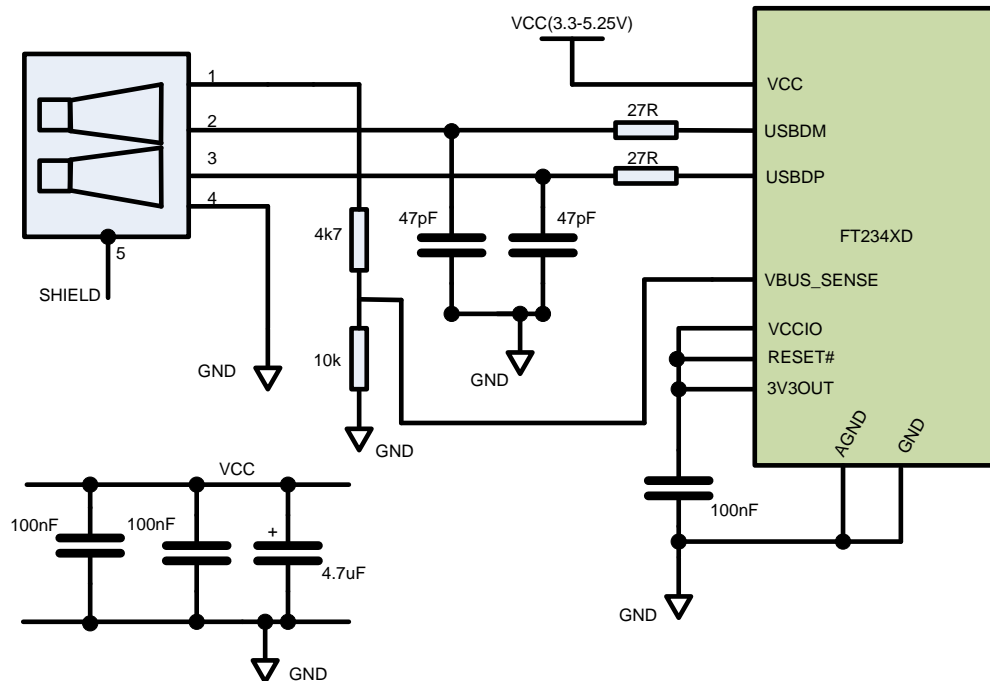 VCC(3.3-5.25V)
1
VCC
27R
2
USBDM
3
27R
USBDP
4
47pF
47pF
4k7
FT234XD
5
VBUS_SENSE
SHIELD
VCCIO
10k
RESET#
GND
GND
3V3OUT
AGND
GND
GND
VCC
100nF
100nF
+
100nF
4.7uF
GND
GND